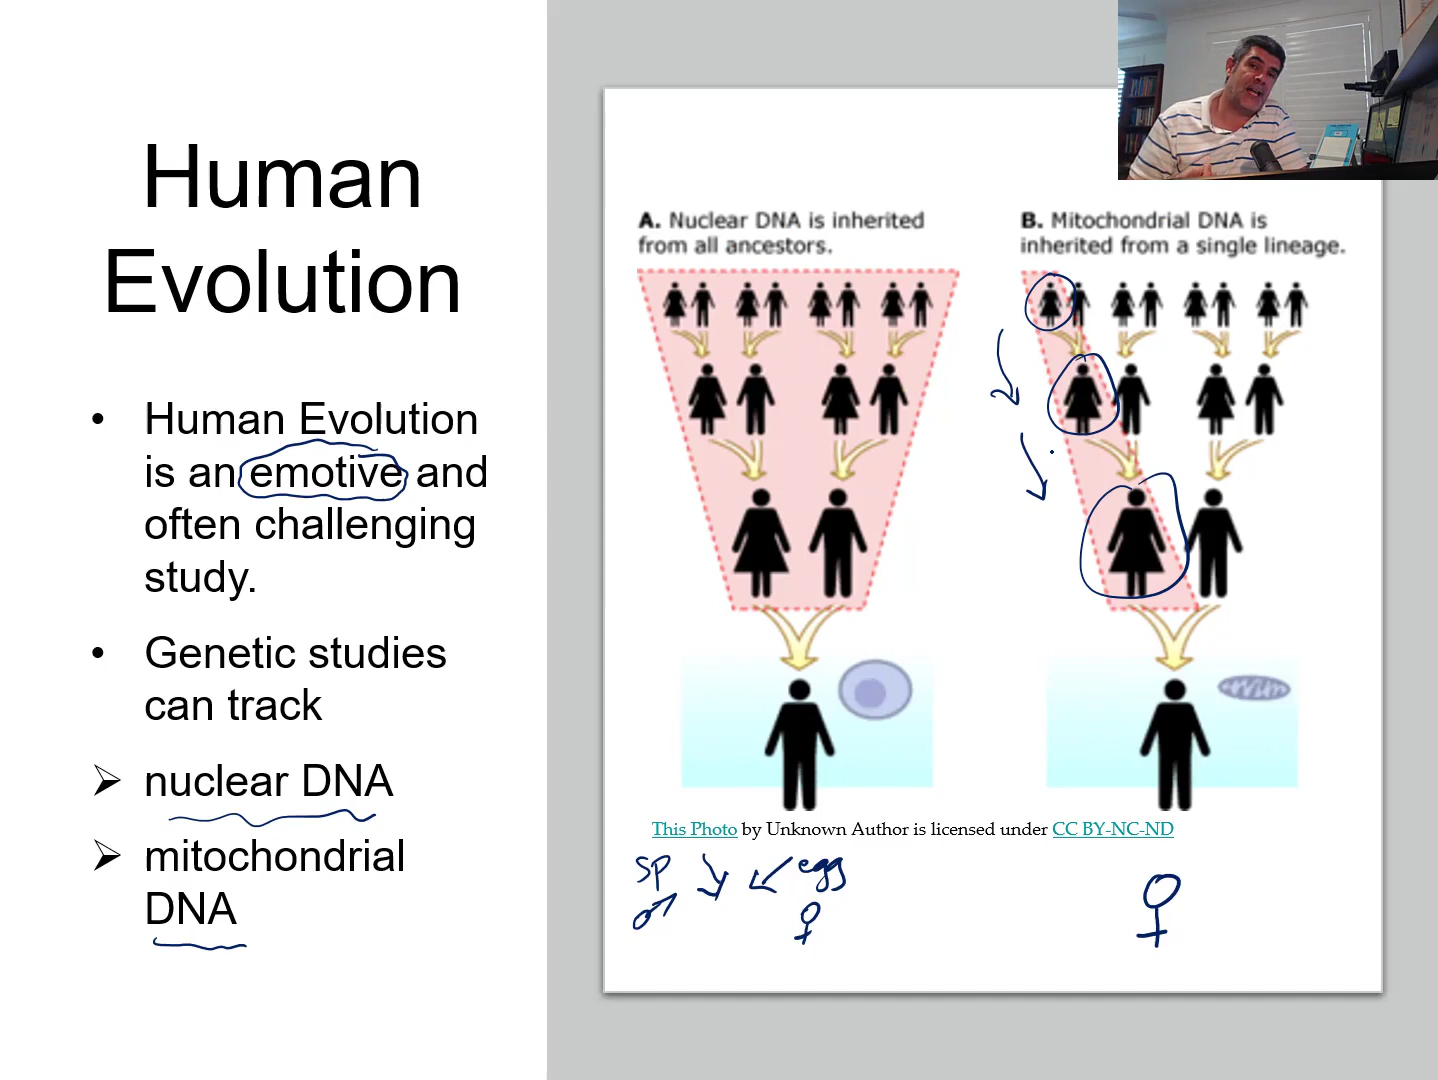 Human
Evolution
• Human Evolution
is an emotive and
often challenging
study.
• Genetic studies
can track
➢ nuclear DNA
➢ mitochondrial
DNA
A. Nuclear DNA is inherited
from all ancestors.
B. Mitochondrial DNA is
inherited from a single lineage.
This Photo by Unknown Author is licensed under CC BY-NC-ND
sp ♂ egg ♀
♀